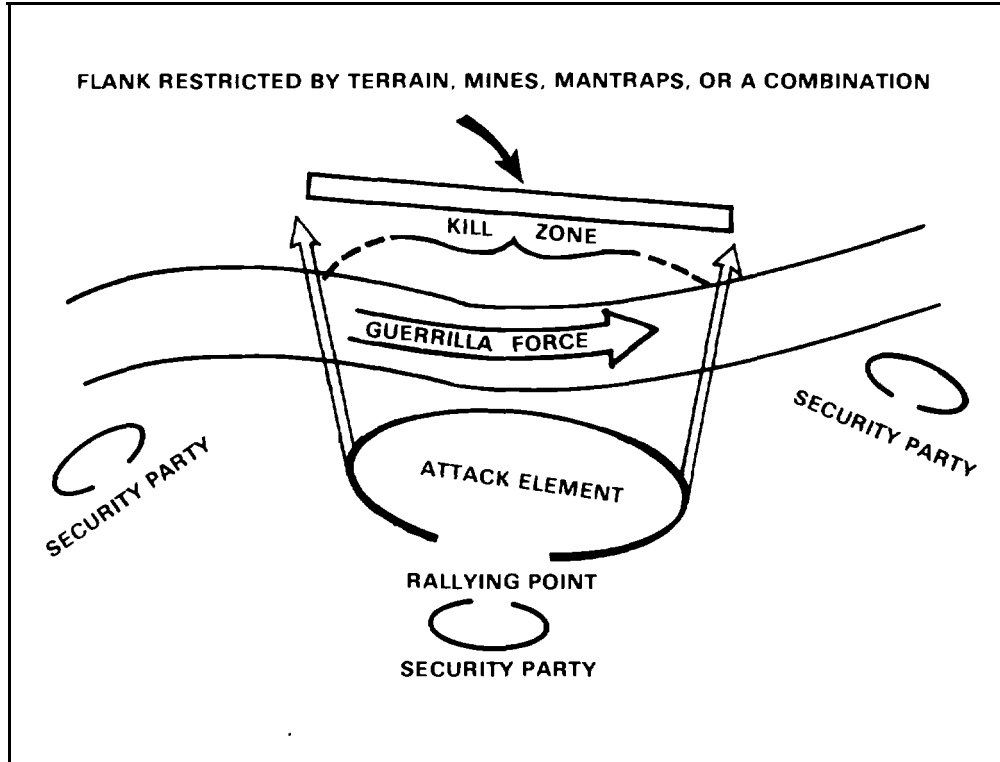 FLANK RESTRICTED BY TERRAIN, MINES, MANTRAPS, OR A COMBINATION
KILL ZONE
GUERRILLA FORCE
SECURITY PARTY
ATTACK ELEMENT
SECURITY PARTY
RALLYING POINT
SECURITY PARTY